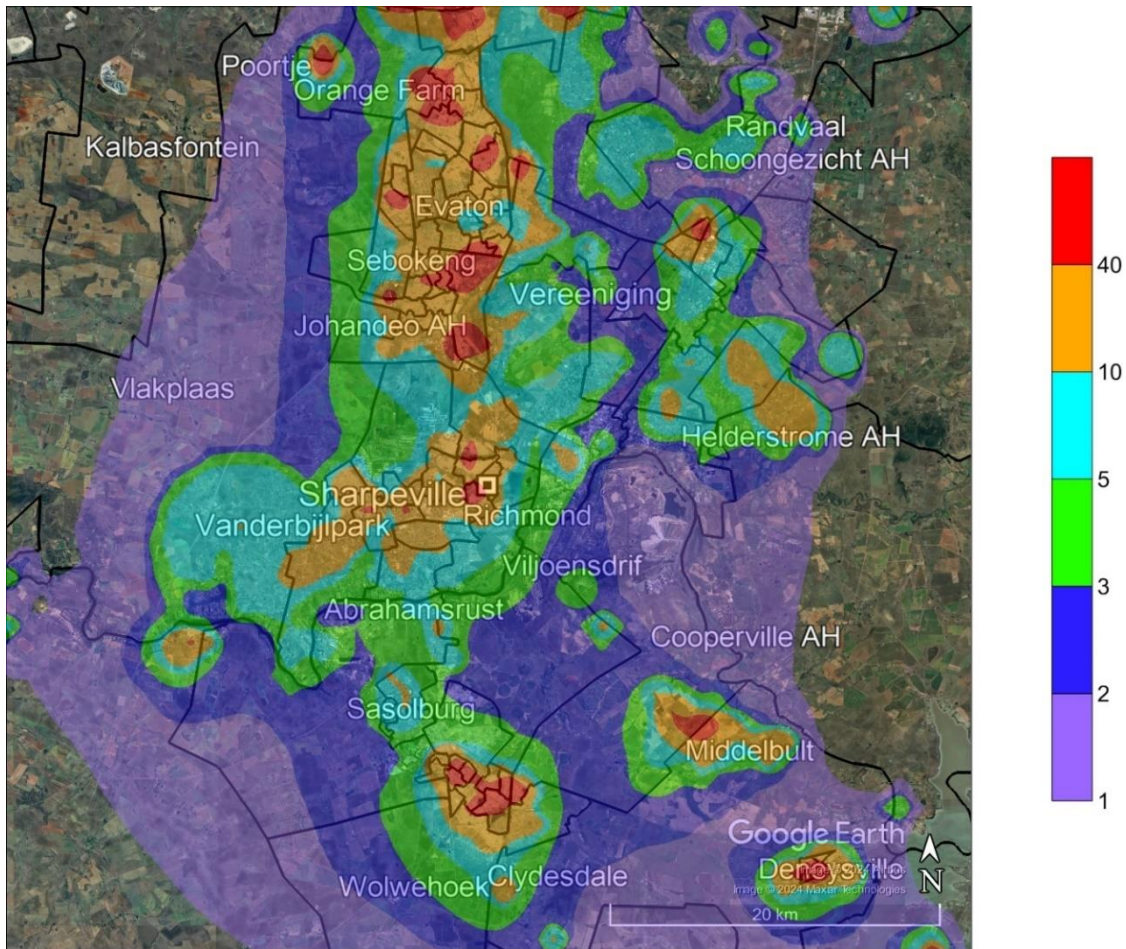 Poortje
Orange Farm
Randvaal
Kalbasfontein
Schoongezicht AH
Evaton
Sebokeng
Vereeniging
Johandeo AH
Vlakplaas
Helderstrome AH
Sharpeville
Vanderbijlpark
Richmond
Viljoensdrif
Abrahamsrust
Cooperville AH
Sasolburg
Middelbult
Google Earth
Deneysville
Clydesdale
Wolwehoek
Image © 2024 Maxar Technologies
N
20 km
40
10
5
3
2
1